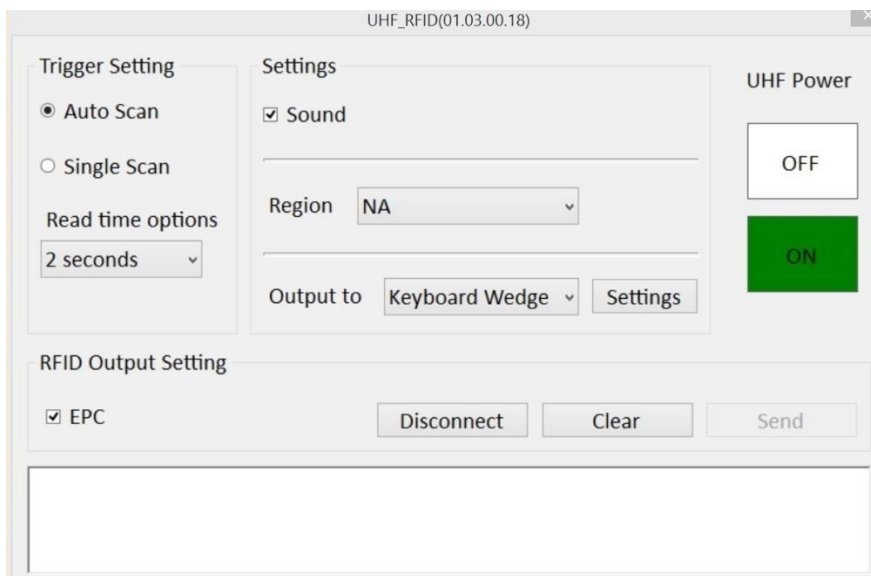 UHF_RFID(01.03.00.18)
Trigger Setting
Auto Scan
Single Scan
Read time options
2 seconds
Settings
Sound
Region NA
Output to Keyboard Wedge Settings
UHF Power
OFF
ON
RFID Output Setting
EPC Disconnect Clear Send